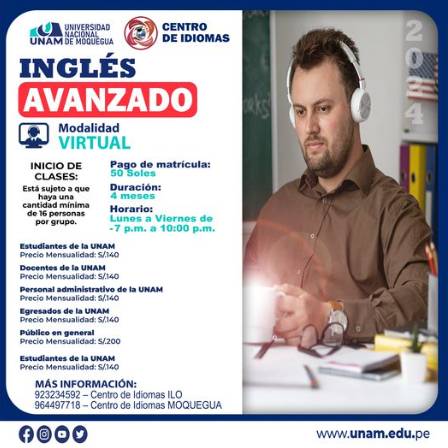 UNIVERSIDAD
NACIONAL
UNAM DE MOQUEGUA
CENTRO
DE IDIOMAS
2024
INGLÉS
AVANZADO
Modalidad
VIRTUAL
INICIO DE
CLASES:
Está sujeto a que
haya una
cantidad mínima
de 16 personas
por grupo.
Pago de matrícula:
50 Soles
Duración:
4 meses
Horario:
Lunes a Viernes de
-7 p.m. a 10:00 p.m.
Estudiantes de la UNAM
Precio Mensualidad: S/.140
Docentes de la UNAM
Precio Mensualidad: S/.140
Personal administrativo de la UNAM
Precio Mensualidad: S/.140
Egresados de la UNAM
Precio Mensualidad: S/.140
Público en general
Precio Mensualidad: S/.200
Estudiantes de la UNAM
Precio Mensualidad: S/.140
MÁS INFORMACIÓN:
923234592 – Centro de Idiomas ILO
964497718 – Centro de Idiomas MOQUEGUA
www.unam.edu.pe